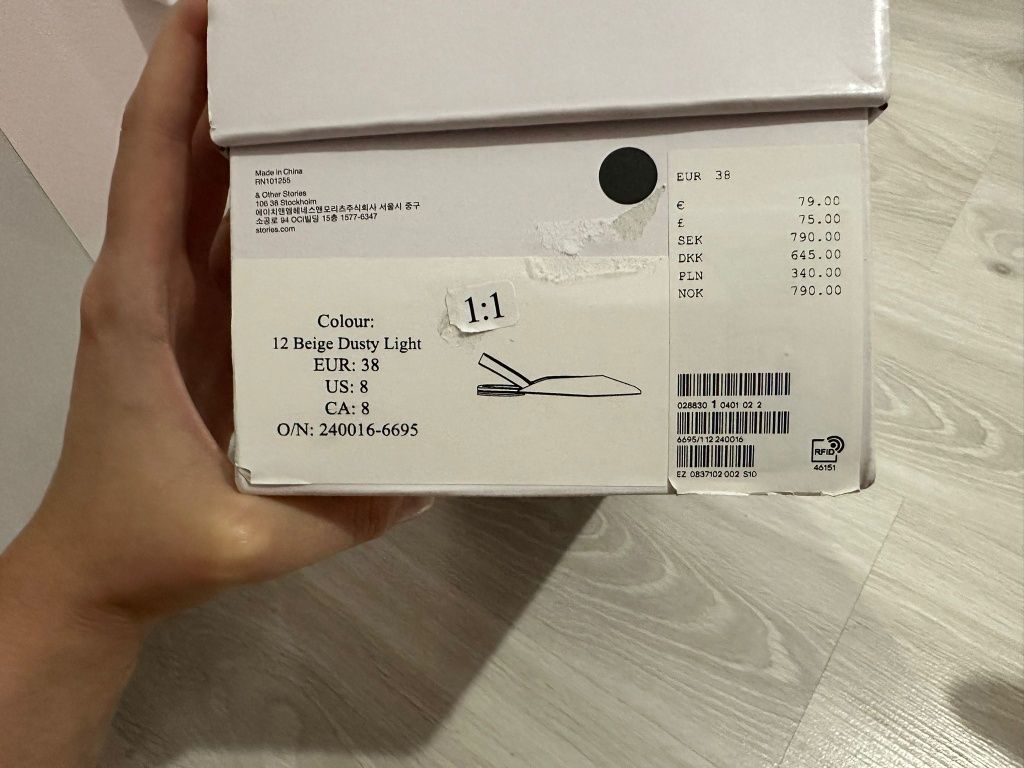 Made in China
RN101255
& Other Stories
106 38 Stockholm
에이치앤엠헤네스앤모리츠주식회사 서울시 중구
소공로 94 OCI빌딩 15층 1577-6347
stories.com
1:1
Colour:
12 Beige Dusty Light
EUR: 38
US: 8
CA: 8
O/N: 240016-6695
EUR 38
€ 79.00
£ 75.00
SEK 790.00
DKK 645.00
PLN 340.00
NOK 790.00
028830 1 0401 02 2
6695/1 12 240016
EZ 0837102 002 S10
RFID
46151